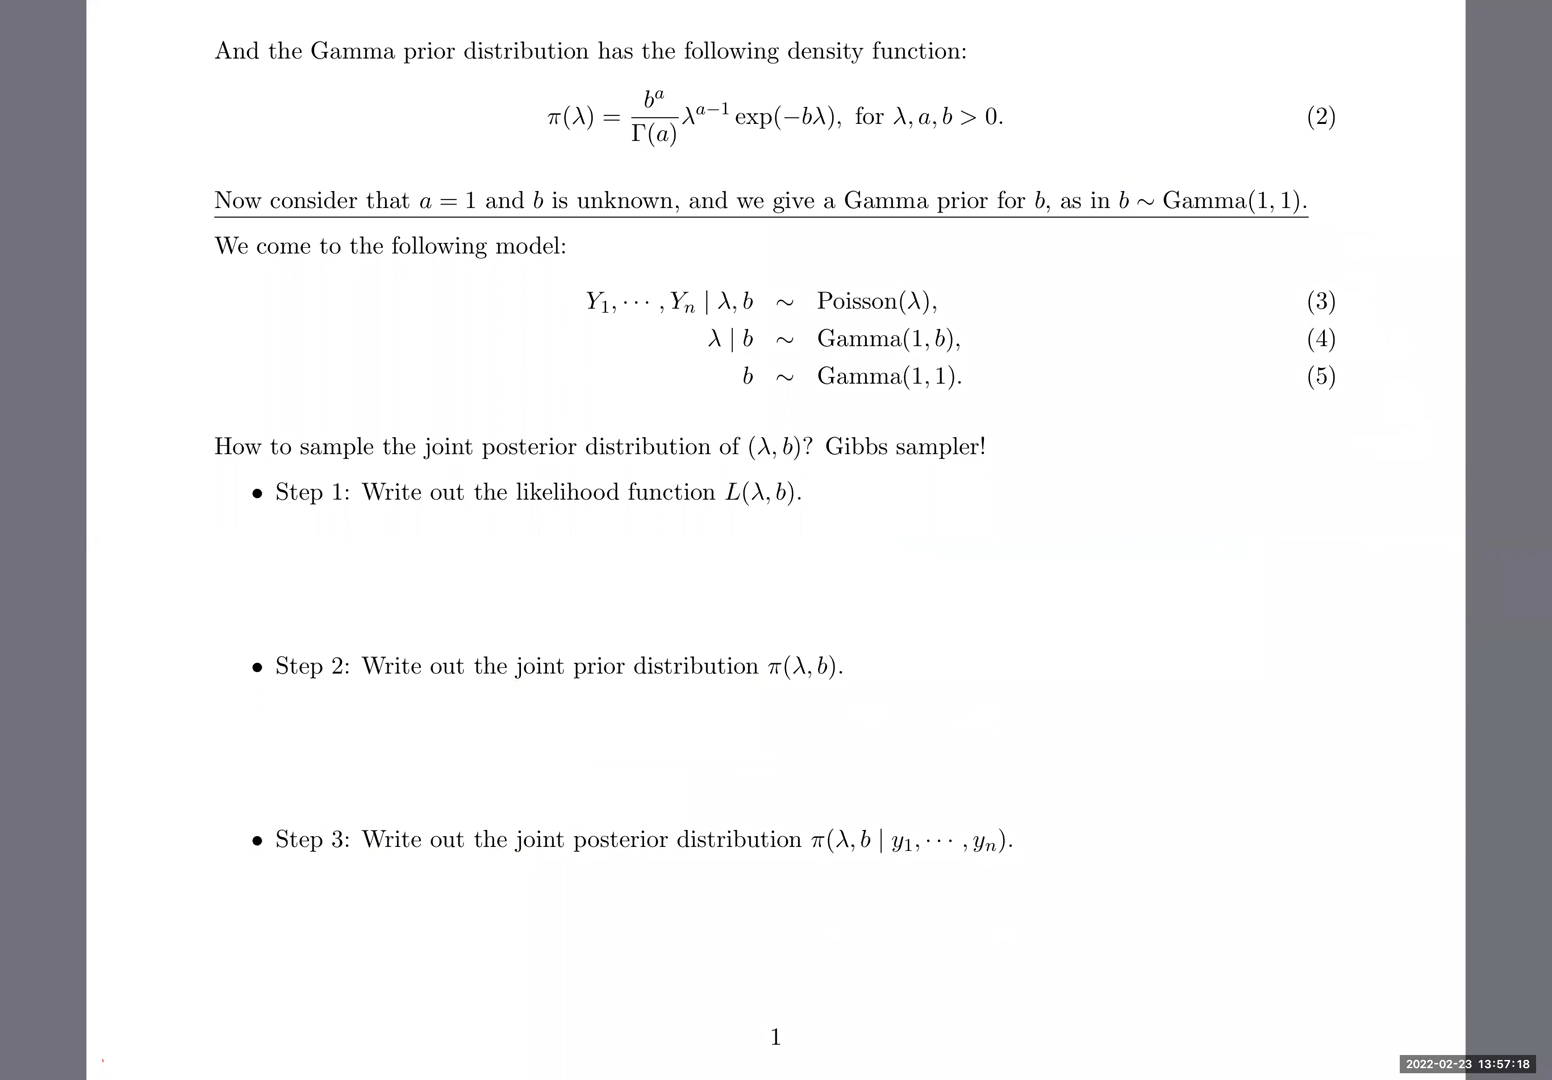 And the Gamma prior distribution has the following density function:
π(λ) = b^a / Γ(a) λ^{a−1} exp(−bλ), for λ, a, b > 0. (2)
Now consider that a = 1 and b is unknown, and we give a Gamma prior for b, as in b ∼ Gamma(1, 1).
We come to the following model:
Y_1, ⋯ , Y_n | λ, b ∼ Poisson(λ), (3)
λ | b ∼ Gamma(1, b), (4)
b ∼ Gamma(1, 1). (5)
How to sample the joint posterior distribution of (λ, b)? Gibbs sampler!
• Step 1: Write out the likelihood function L(λ, b).
• Step 2: Write out the joint prior distribution π(λ, b).
• Step 3: Write out the joint posterior distribution π(λ, b | y_1, ⋯ , y_n).
1
2022-02-23 13:57:18